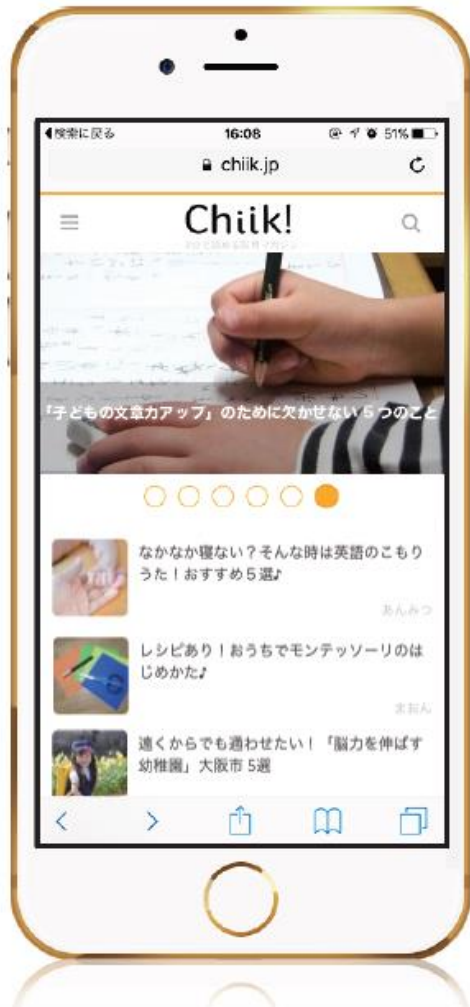 検索に戻る 16:08 51%
chiik.jp
Chiik!
「子どもの文章力アップ」のために欠かせない５つのこと
なかなか寝ない？そんな時は英語のこもり
うた！おすすめ５選♪
あんみつ
レシピあり！おうちでモンテッソーリのは
じめかた♪
まおん
遠くからでも通わせたい！「脳力を伸ばす
幼稚園」大阪市 5選